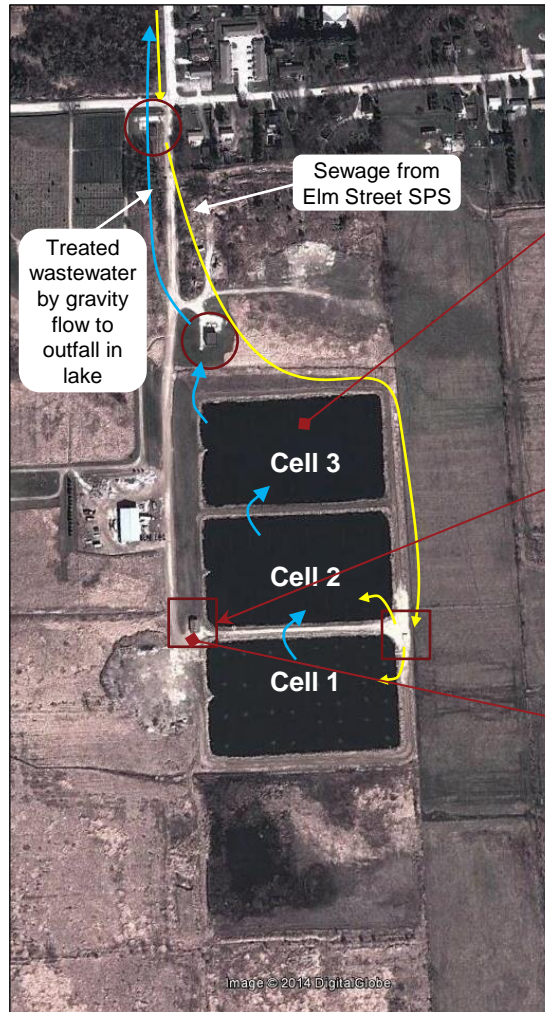 Sewage from
Elm Street SPS
Treated
wastewater
by gravity
flow to
outfall in
lake
Cell 3
Cell 2
Cell 1
Image © 2014 DigitalGlobe